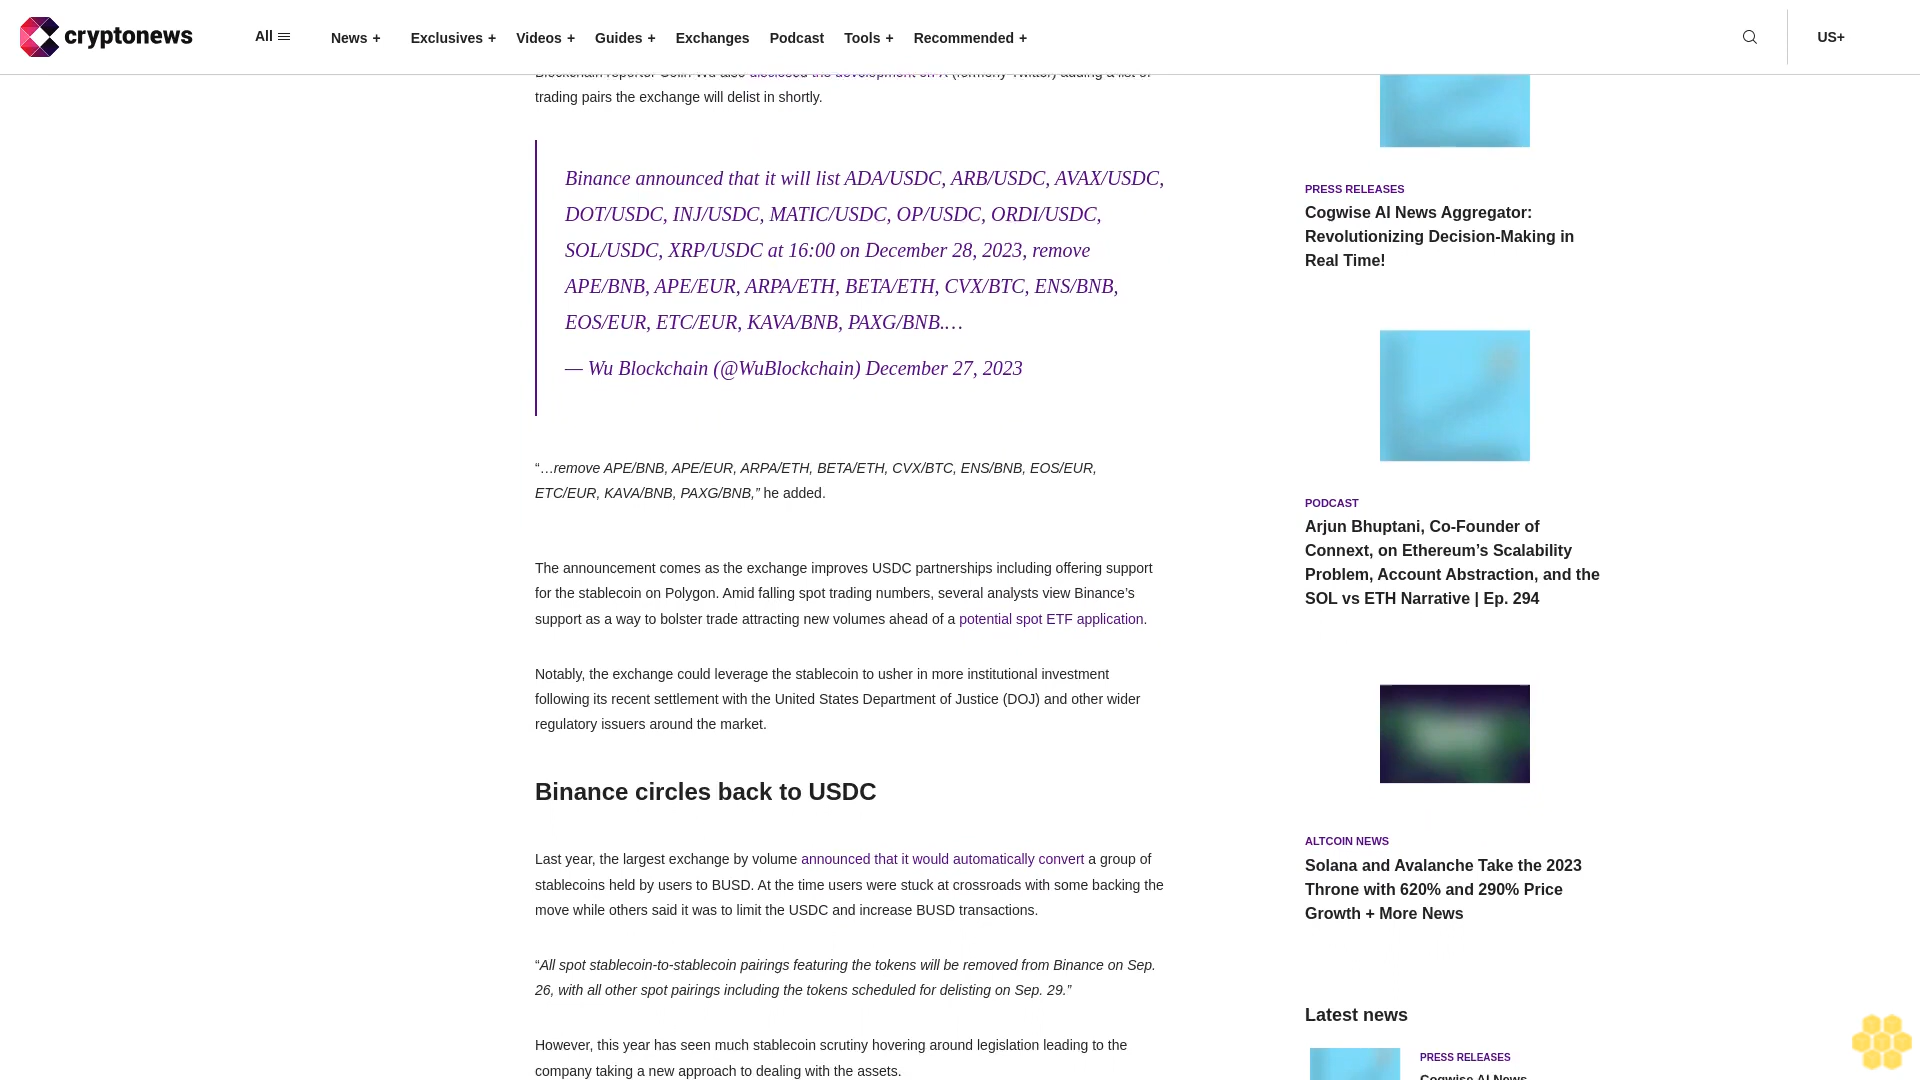 cryptonews
All
News +
Exclusives +
Videos +
Guides +
Exchanges
Podcast
Tools +
Recommended +
US+
trading pairs the exchange will delist in shortly.
Binance announced that it will list ADA/USDC, ARB/USDC, AVAX/USDC,
DOT/USDC, INJ/USDC, MATIC/USDC, OP/USDC, ORDI/USDC,
SOL/USDC, XRP/USDC at 16:00 on December 28, 2023, remove
APE/BNB, APE/EUR, ARPA/ETH, BETA/ETH, CVX/BTC, ENS/BNB,
EOS/EUR, ETC/EUR, KAVA/BNB, PAXG/BNB.…
— Wu Blockchain (@WuBlockchain) December 27, 2023
“…remove APE/BNB, APE/EUR, ARPA/ETH, BETA/ETH, CVX/BTC, ENS/BNB, EOS/EUR,
ETC/EUR, KAVA/BNB, PAXG/BNB,” he added.
The announcement comes as the exchange improves USDC partnerships including offering support
for the stablecoin on Polygon. Amid falling spot trading numbers, several analysts view Binance’s
support as a way to bolster trade attracting new volumes ahead of a potential spot ETF application.
Notably, the exchange could leverage the stablecoin to usher in more institutional investment
following its recent settlement with the United States Department of Justice (DOJ) and other wider
regulatory issuers around the market.
Binance circles back to USDC
Last year, the largest exchange by volume announced that it would automatically convert a group of
stablecoins held by users to BUSD. At the time users were stuck at crossroads with some backing the
move while others said it was to limit the USDC and increase BUSD transactions.
“All spot stablecoin-to-stablecoin pairings featuring the tokens will be removed from Binance on Sep.
26, with all other spot pairings including the tokens scheduled for delisting on Sep. 29.”
However, this year has seen much stablecoin scrutiny hovering around legislation leading to the
company taking a new approach to dealing with the assets.
PRESS RELEASES
Cogwise AI News Aggregator:
Revolutionizing Decision-Making in
Real Time!
PODCAST
Arjun Bhuptani, Co-Founder of
Connext, on Ethereum’s Scalability
Problem, Account Abstraction, and the
SOL vs ETH Narrative | Ep. 294
ALTCOIN NEWS
Solana and Avalanche Take the 2023
Throne with 620% and 290% Price
Growth + More News
Latest news
PRESS RELEASES
Cogwise AI News